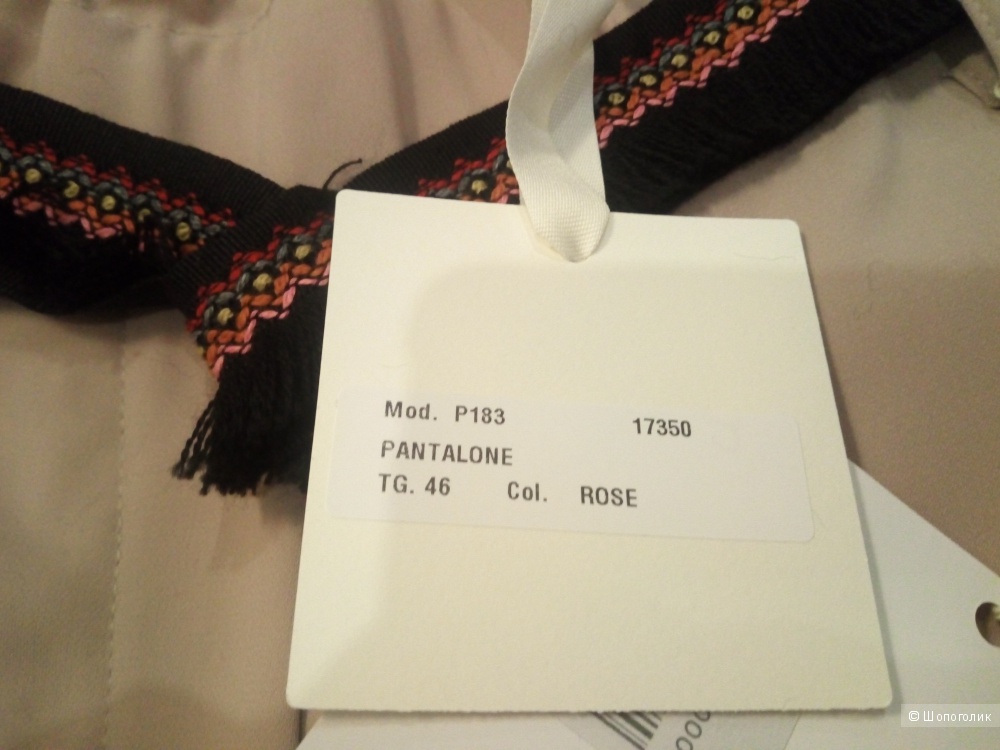 Mod. P183 17350
PANTALONE
TG. 46 Col. ROSE
© Шопоголик